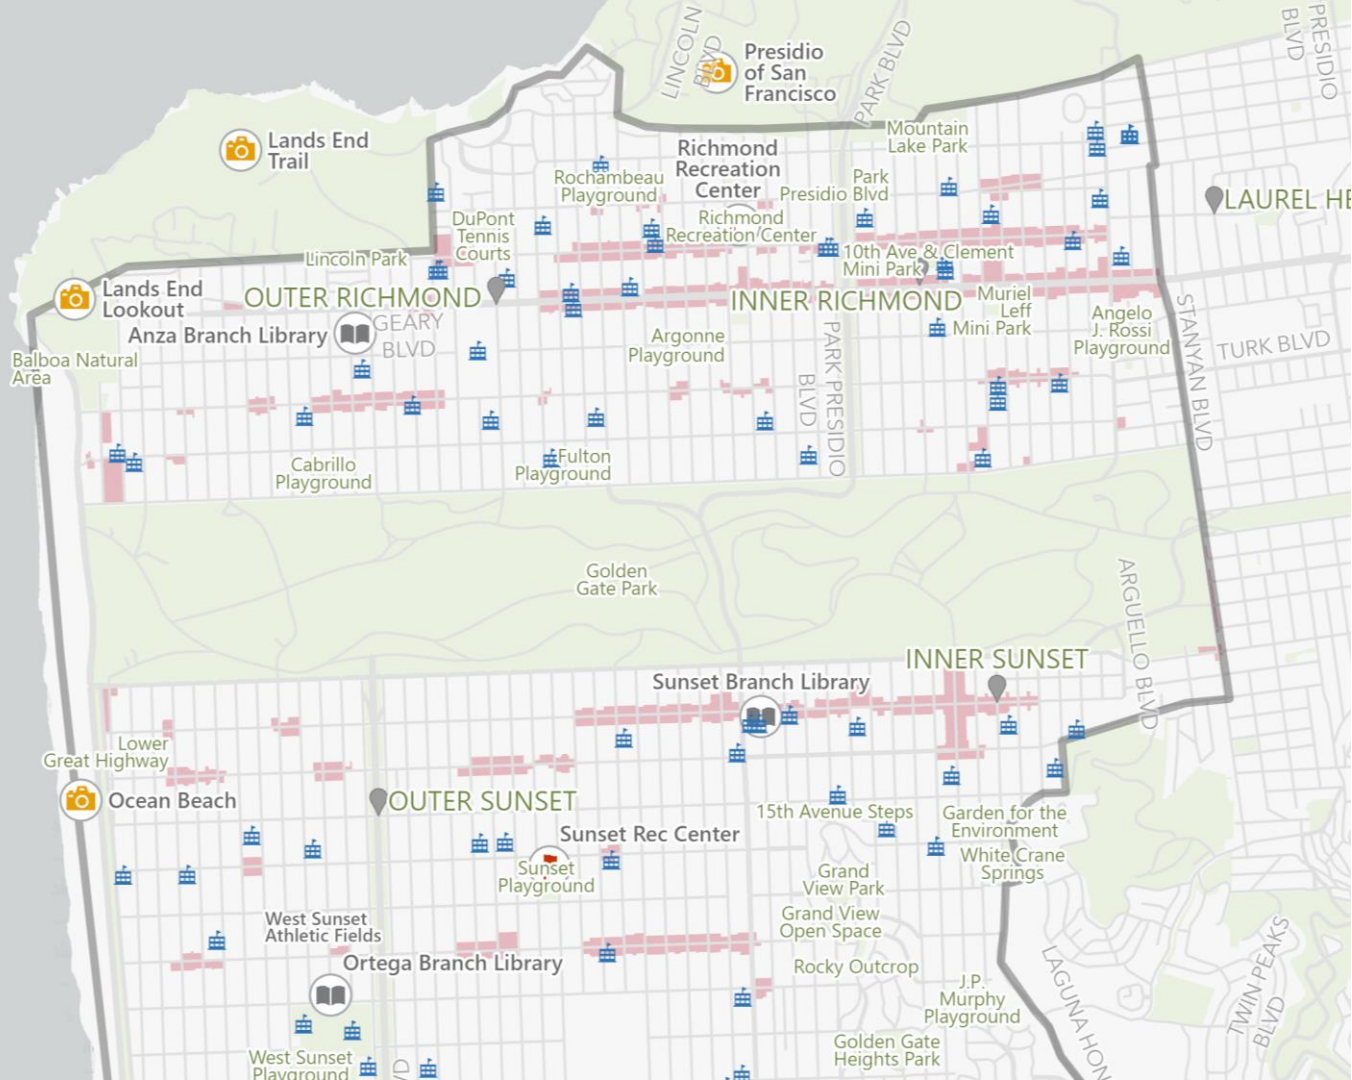 LINCOLN
BLVD
Presidio
of San
Francisco
PARK BLVD
PRESIDIO
BLVD
Mountain
Lake Park
Lands End
Trail
Richmond
Recreation
Center
Rochambeau
Playground
Park
Presidio Blvd
LAUREL HE
DuPont
Tennis
Courts
Richmond
Recreation Center
Lincoln Park
10th Ave & Clement
Mini Park
Lands End
Lookout
OUTER RICHMOND
INNER RICHMOND
Muriel
Leff
Mini Park
Angelo
J. Rossi
Playground
STANYAN BLVD
Anza Branch Library
GEARY
BLVD
Argonne
Playground
PARK PRESIDIO
BLVD
TURK BLVD
Balboa Natural
Area
Cabrillo
Playground
Fulton
Playground
Golden
Gate Park
ARGUELLO BLVD
INNER SUNSET
Sunset Branch Library
Lower
Great Highway
Ocean Beach
OUTER SUNSET
15th Avenue Steps
Garden for the
Environment
Sunset Rec Center
White Crane
Springs
Sunset
Playground
Grand
View Park
West Sunset
Athletic Fields
Grand View
Open Space
Ortega Branch Library
Rocky Outcrop
J.P.
Murphy
Playground
LAGUNA HON
TWIN PEAKS
BLVD
Golden Gate
Heights Park
West Sunset
Playground
VD